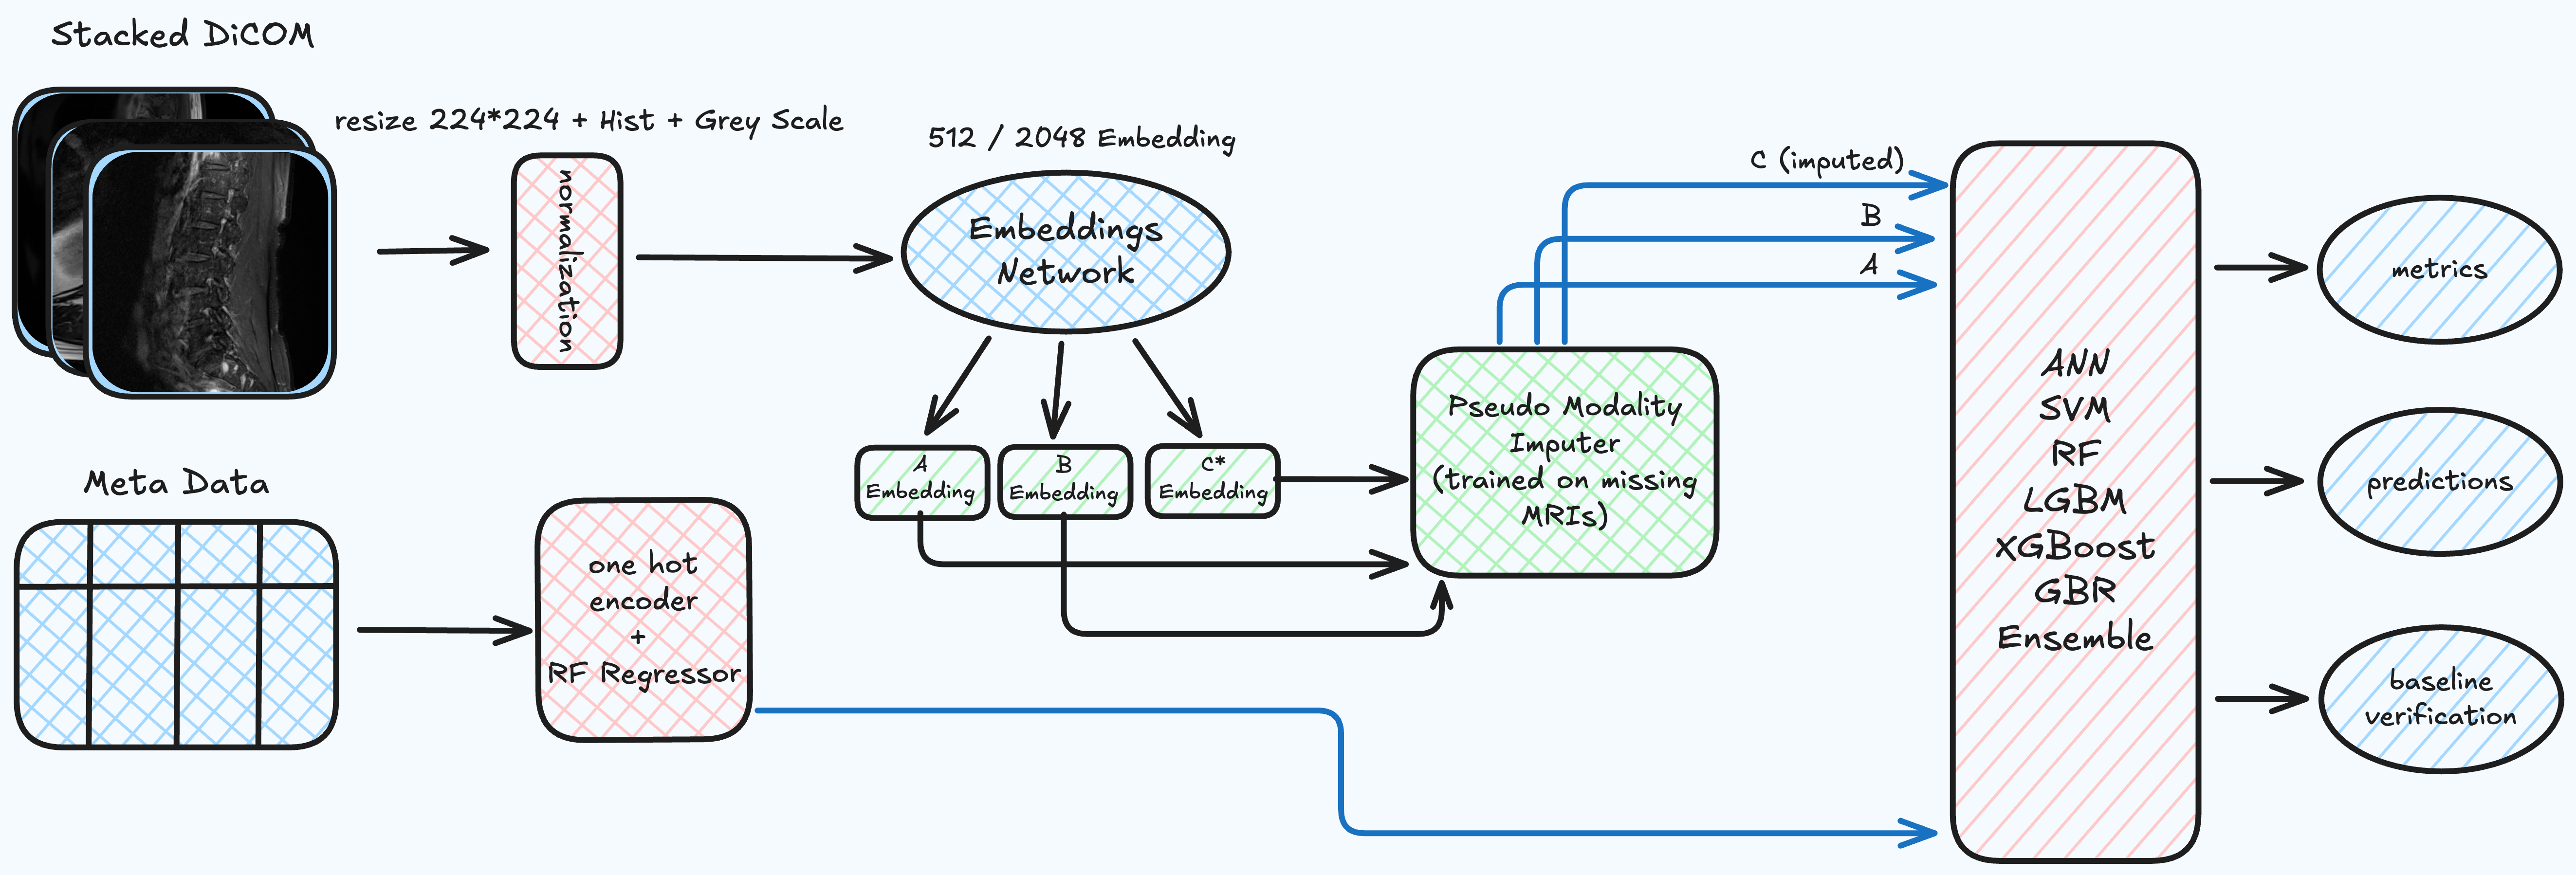 Stacked DiCOM
resize 224*224 + Hist + Grey Scale
normalization
512 / 2048 Embedding
Embeddings
Network
A
Embedding
B
Embedding
C*
Embedding
Meta Data
one hot
encoder
+
RF Regressor
Pseudo Modality
Imputer
(trained on missing
MRIs)
C (imputed)
B
A
ANN
SVM
RF
LGBM
XGBoost
GBR
Ensemble
metrics
predictions
baseline
verification